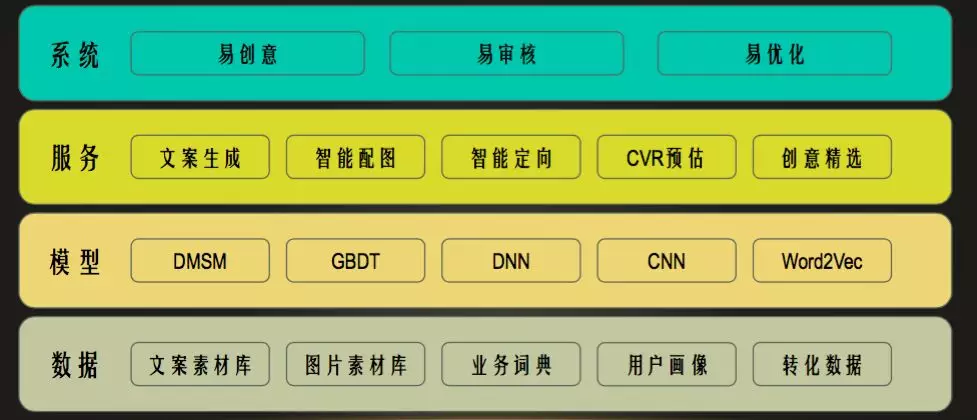 系统 易创意 易审核 易优化
服务 文案生成 智能配图 智能定向 CVR预估 创意精选
模型 DMSM GBDT DNN CNN Word2Vec
数据 文案素材库 图片素材库 业务词典 用户画像 转化数据